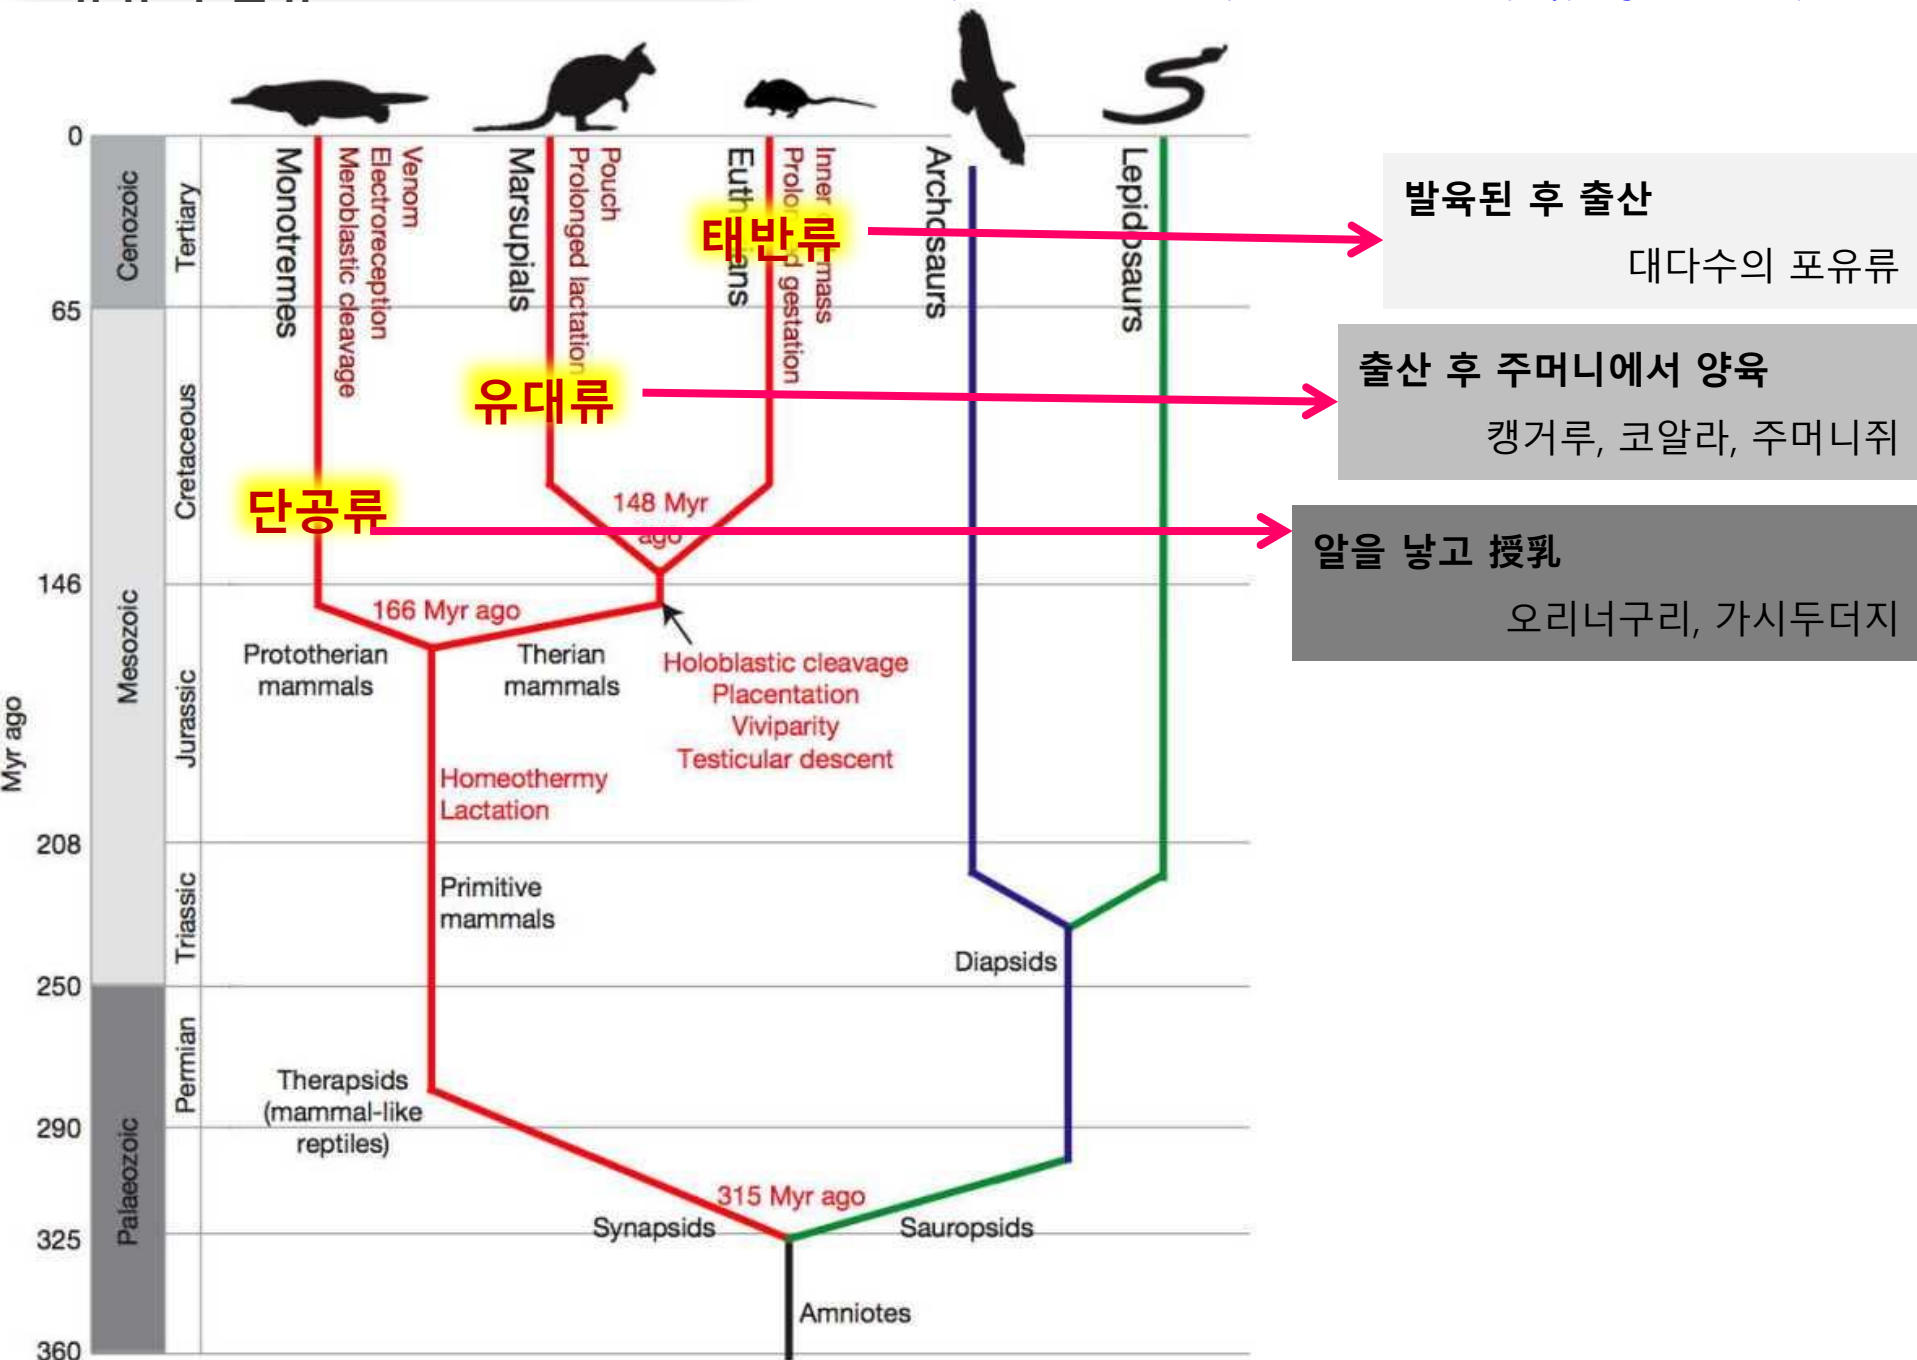 0
65
146
208
250
290
325
360
Myr ago
Cenozoic
Mesozoic
Palaeozoic
Tertiary
Cretaceous
Jurassic
Triassic
Permian
Monotremes
Venom
Electroreception
Meroblastic cleavage
Marsupials
Pouch
Prolonged lactation
Inner mass
gestation
Archosaurs
Lepidosaurs
태반류
유대류
단공류
148 Myr
ago
166 Myr ago
Prototherian
mammals
Therian
mammals
Holoblastic cleavage
Placentation
Viviparity
Testicular descent
Homeothermy
Lactation
Primitive
mammals
Diapsids
Therapsids
(mammal-like
reptiles)
315 Myr ago
Synapsids
Sauropsids
Amniotes
발육된 후 출산
대다수의 포유류
출산 후 주머니에서 양육
캥거루, 코알라, 주머니쥐
알을 낳고 授乳
오리너구리, 가시두더지